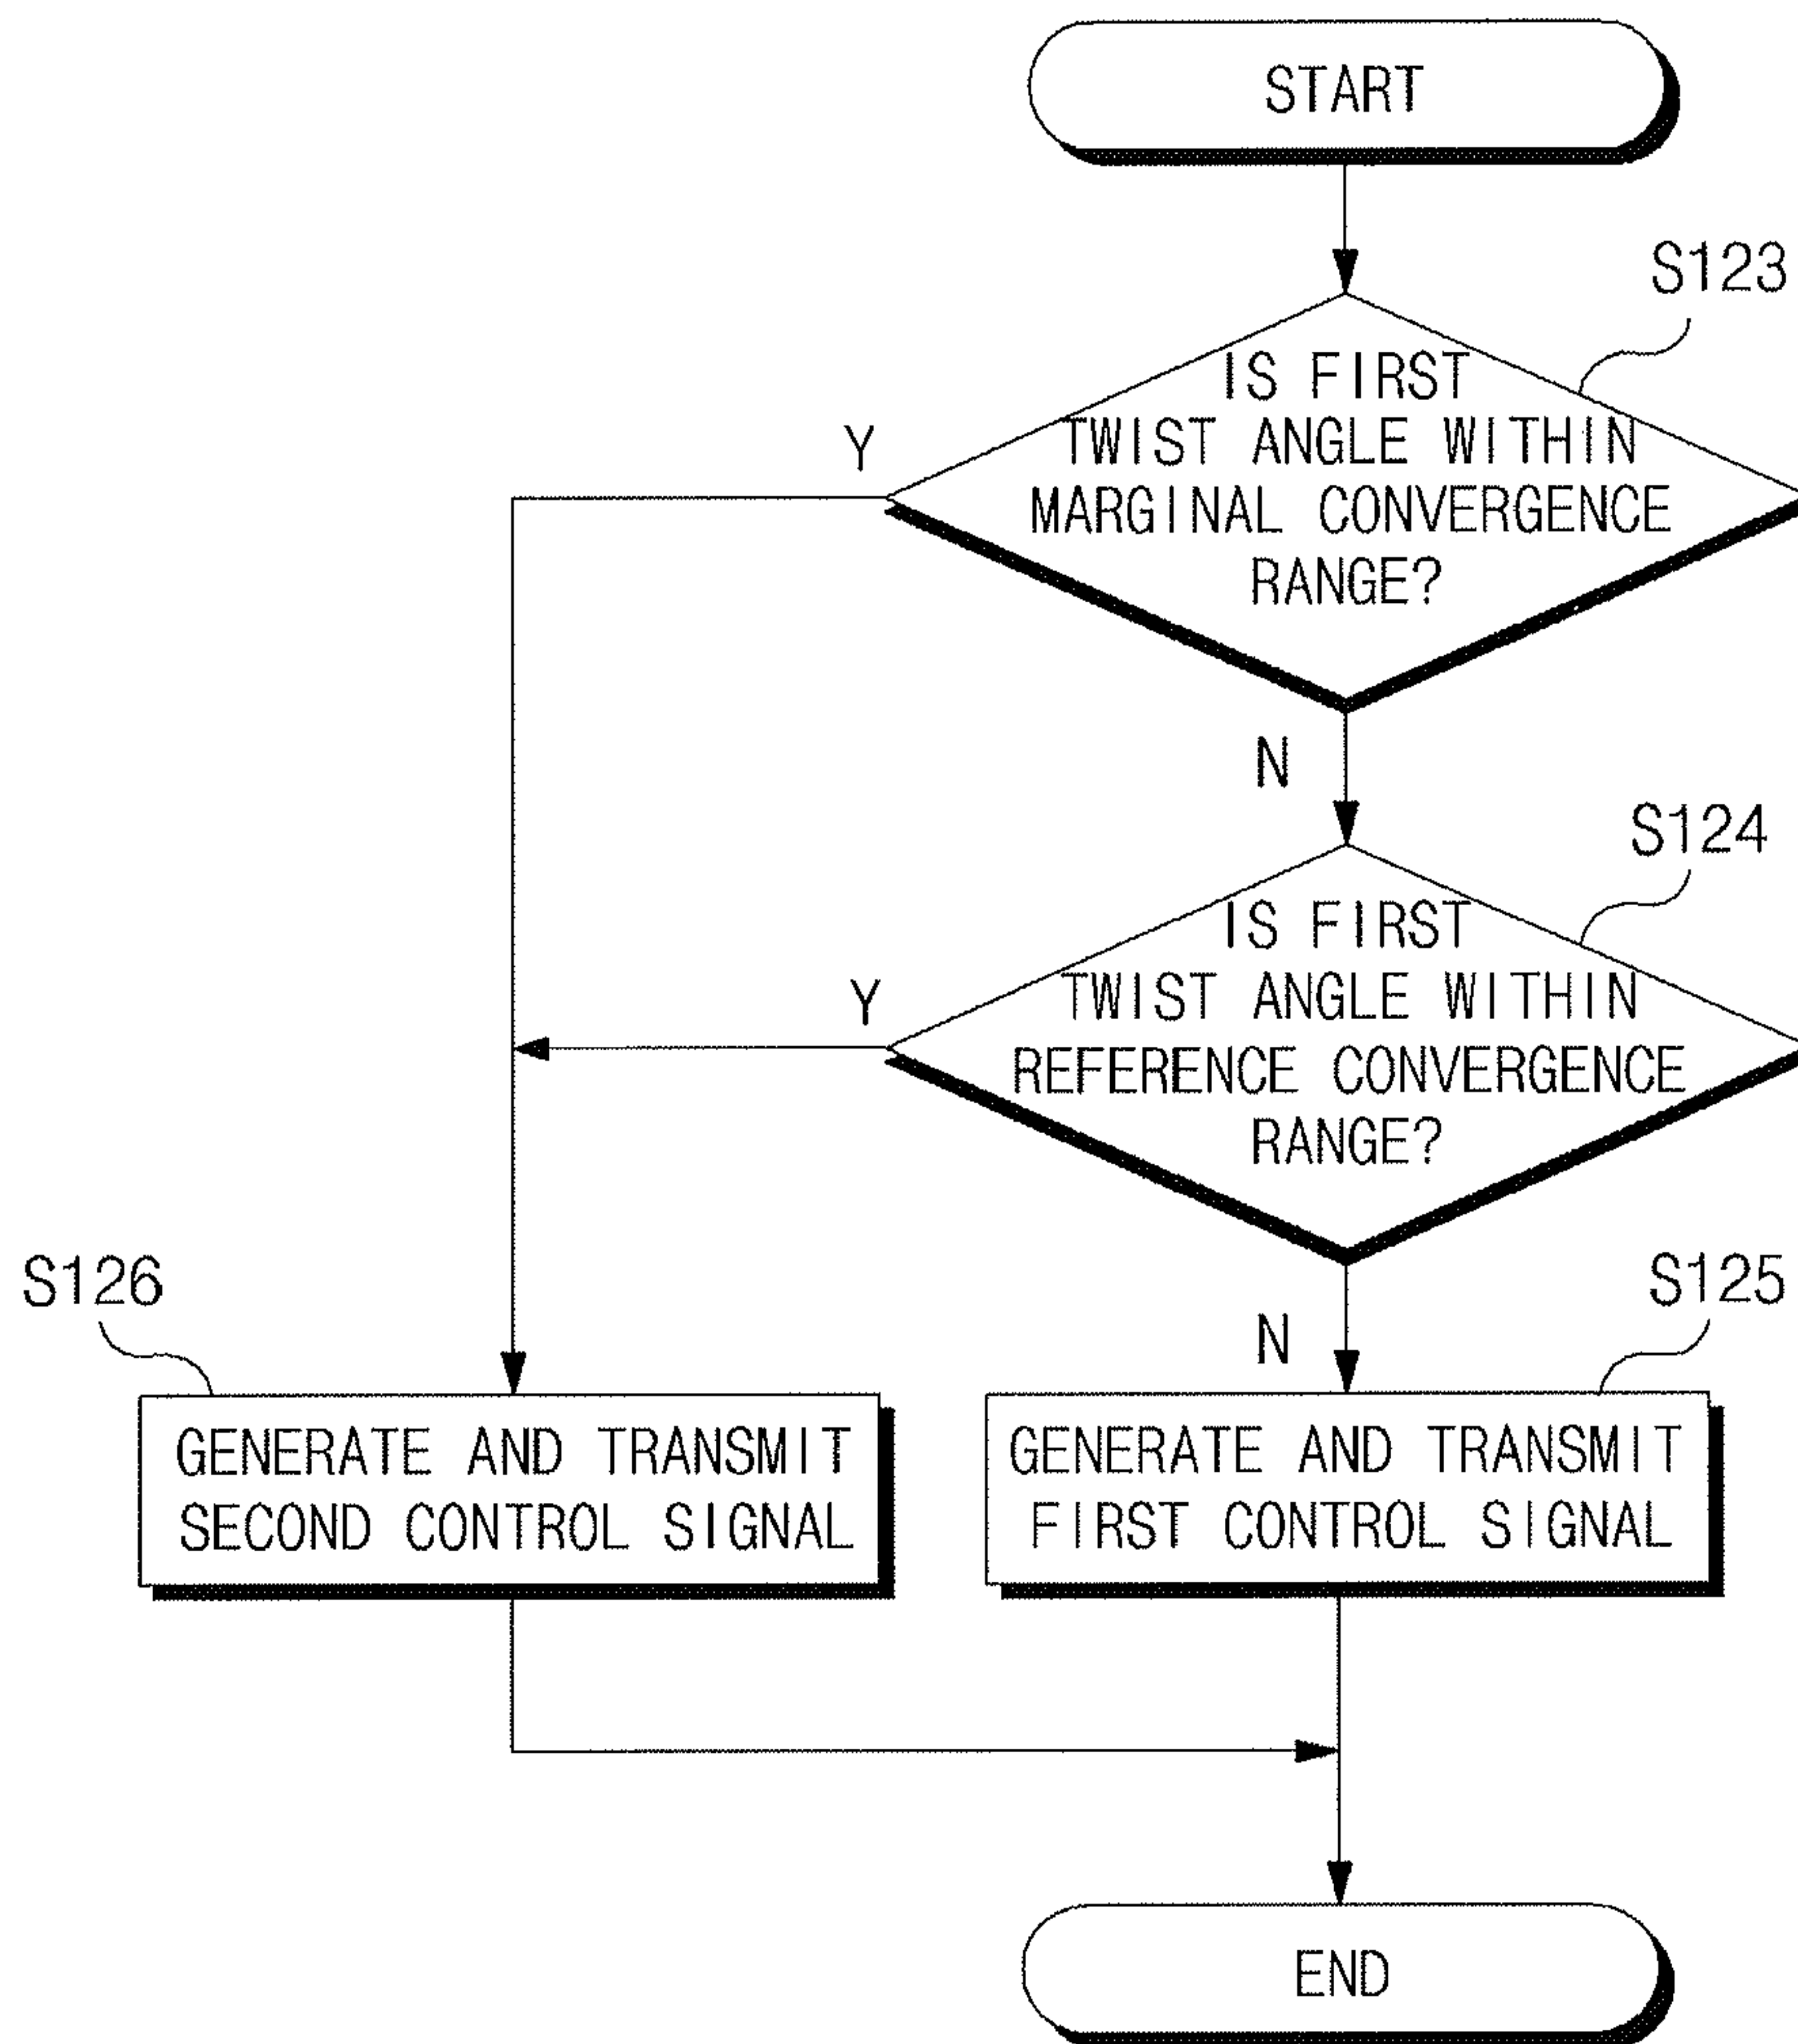 START
S123
IS FIRST
TWIST ANGLE WITHIN
MARGINAL CONVERGENCE
RANGE?
Y
N
S124
IS FIRST
TWIST ANGLE WITHIN
REFERENCE CONVERGENCE
RANGE?
Y
N
S126
GENERATE AND TRANSMIT
SECOND CONTROL SIGNAL
S125
GENERATE AND TRANSMIT
FIRST CONTROL SIGNAL
END